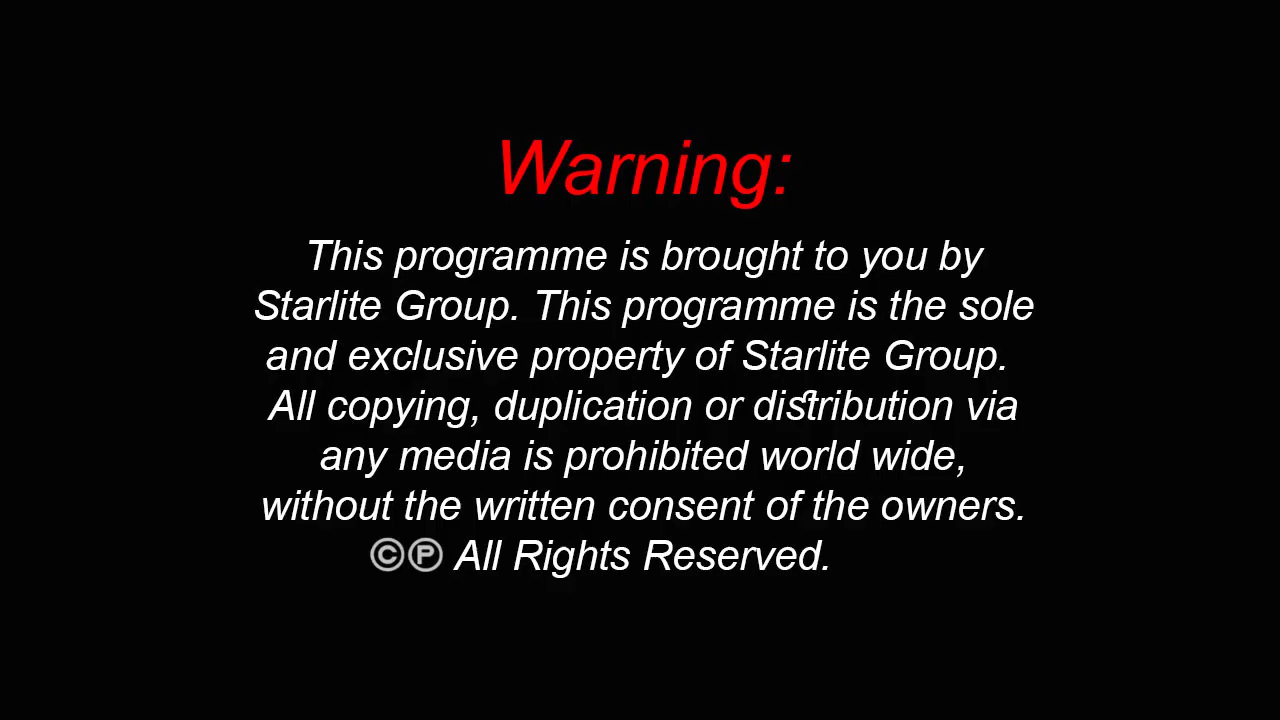 Warning:
This programme is brought to you by
Starlite Group. This programme is the sole
and exclusive property of Starlite Group.
All copying, duplication or distribution via
any media is prohibited world wide,
without the written consent of the owners.
©℗ All Rights Reserved.